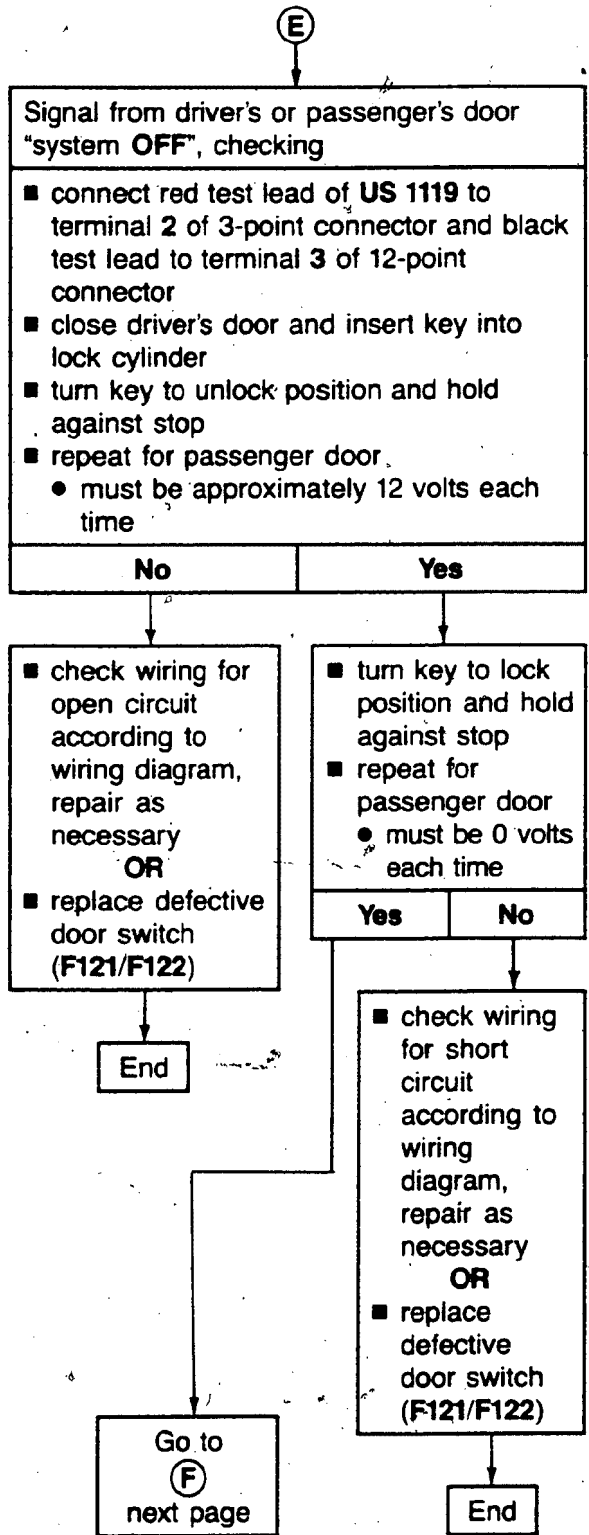 E
Signal from driver's or passenger's door
"system OFF", checking
■ connect red test lead of US 1119 to
terminal 2 of 3-point connector and black
test lead to terminal 3 of 12-point
connector
■ close driver's door and insert key into
lock cylinder
■ turn key to unlock position and hold
against stop
■ repeat for passenger door
● must be approximately 12 volts each
time
No
Yes
■ check wiring for
open circuit
according to
wiring diagram,
repair as
necessary
OR
■ replace defective
door switch
(F121/F122)
End
■ turn key to lock
position and hold
against stop
■ repeat for
passenger door
● must be 0 volts
each time
Yes
No
■ check wiring
for short
circuit
according to
wiring
diagram,
repair as
necessary
OR
■ replace
defective
door switch
(F121/F122)
End
Go to
F
next page